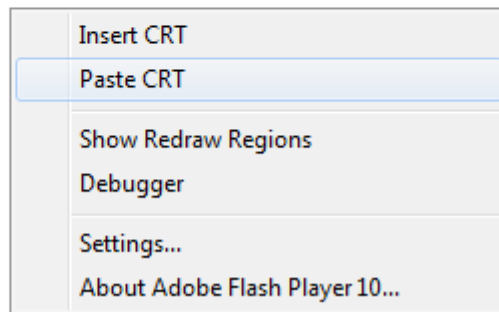 Insert CRT
Paste CRT
Show Redraw Regions
Debugger
Settings...
About Adobe Flash Player 10...